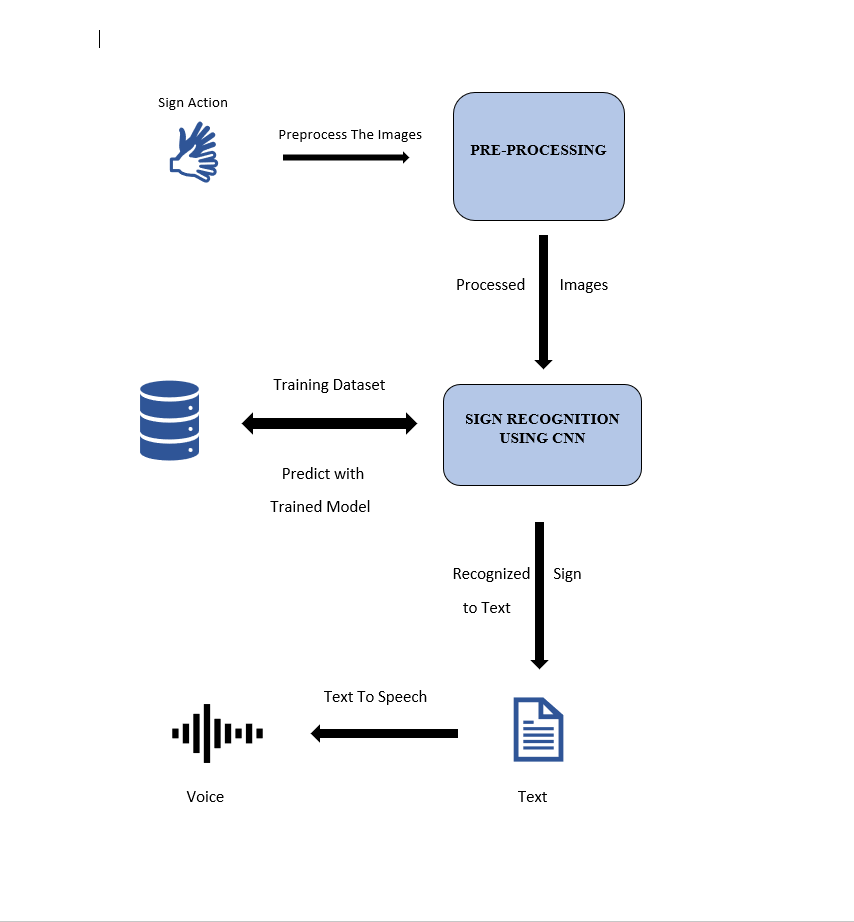 Sign Action
Preprocess The Images
PRE-PROCESSING
Processed Images
Training Dataset
SIGN RECOGNITION
USING CNN
Predict with
Trained Model
Recognized Sign
to Text
Text To Speech
Voice
Text